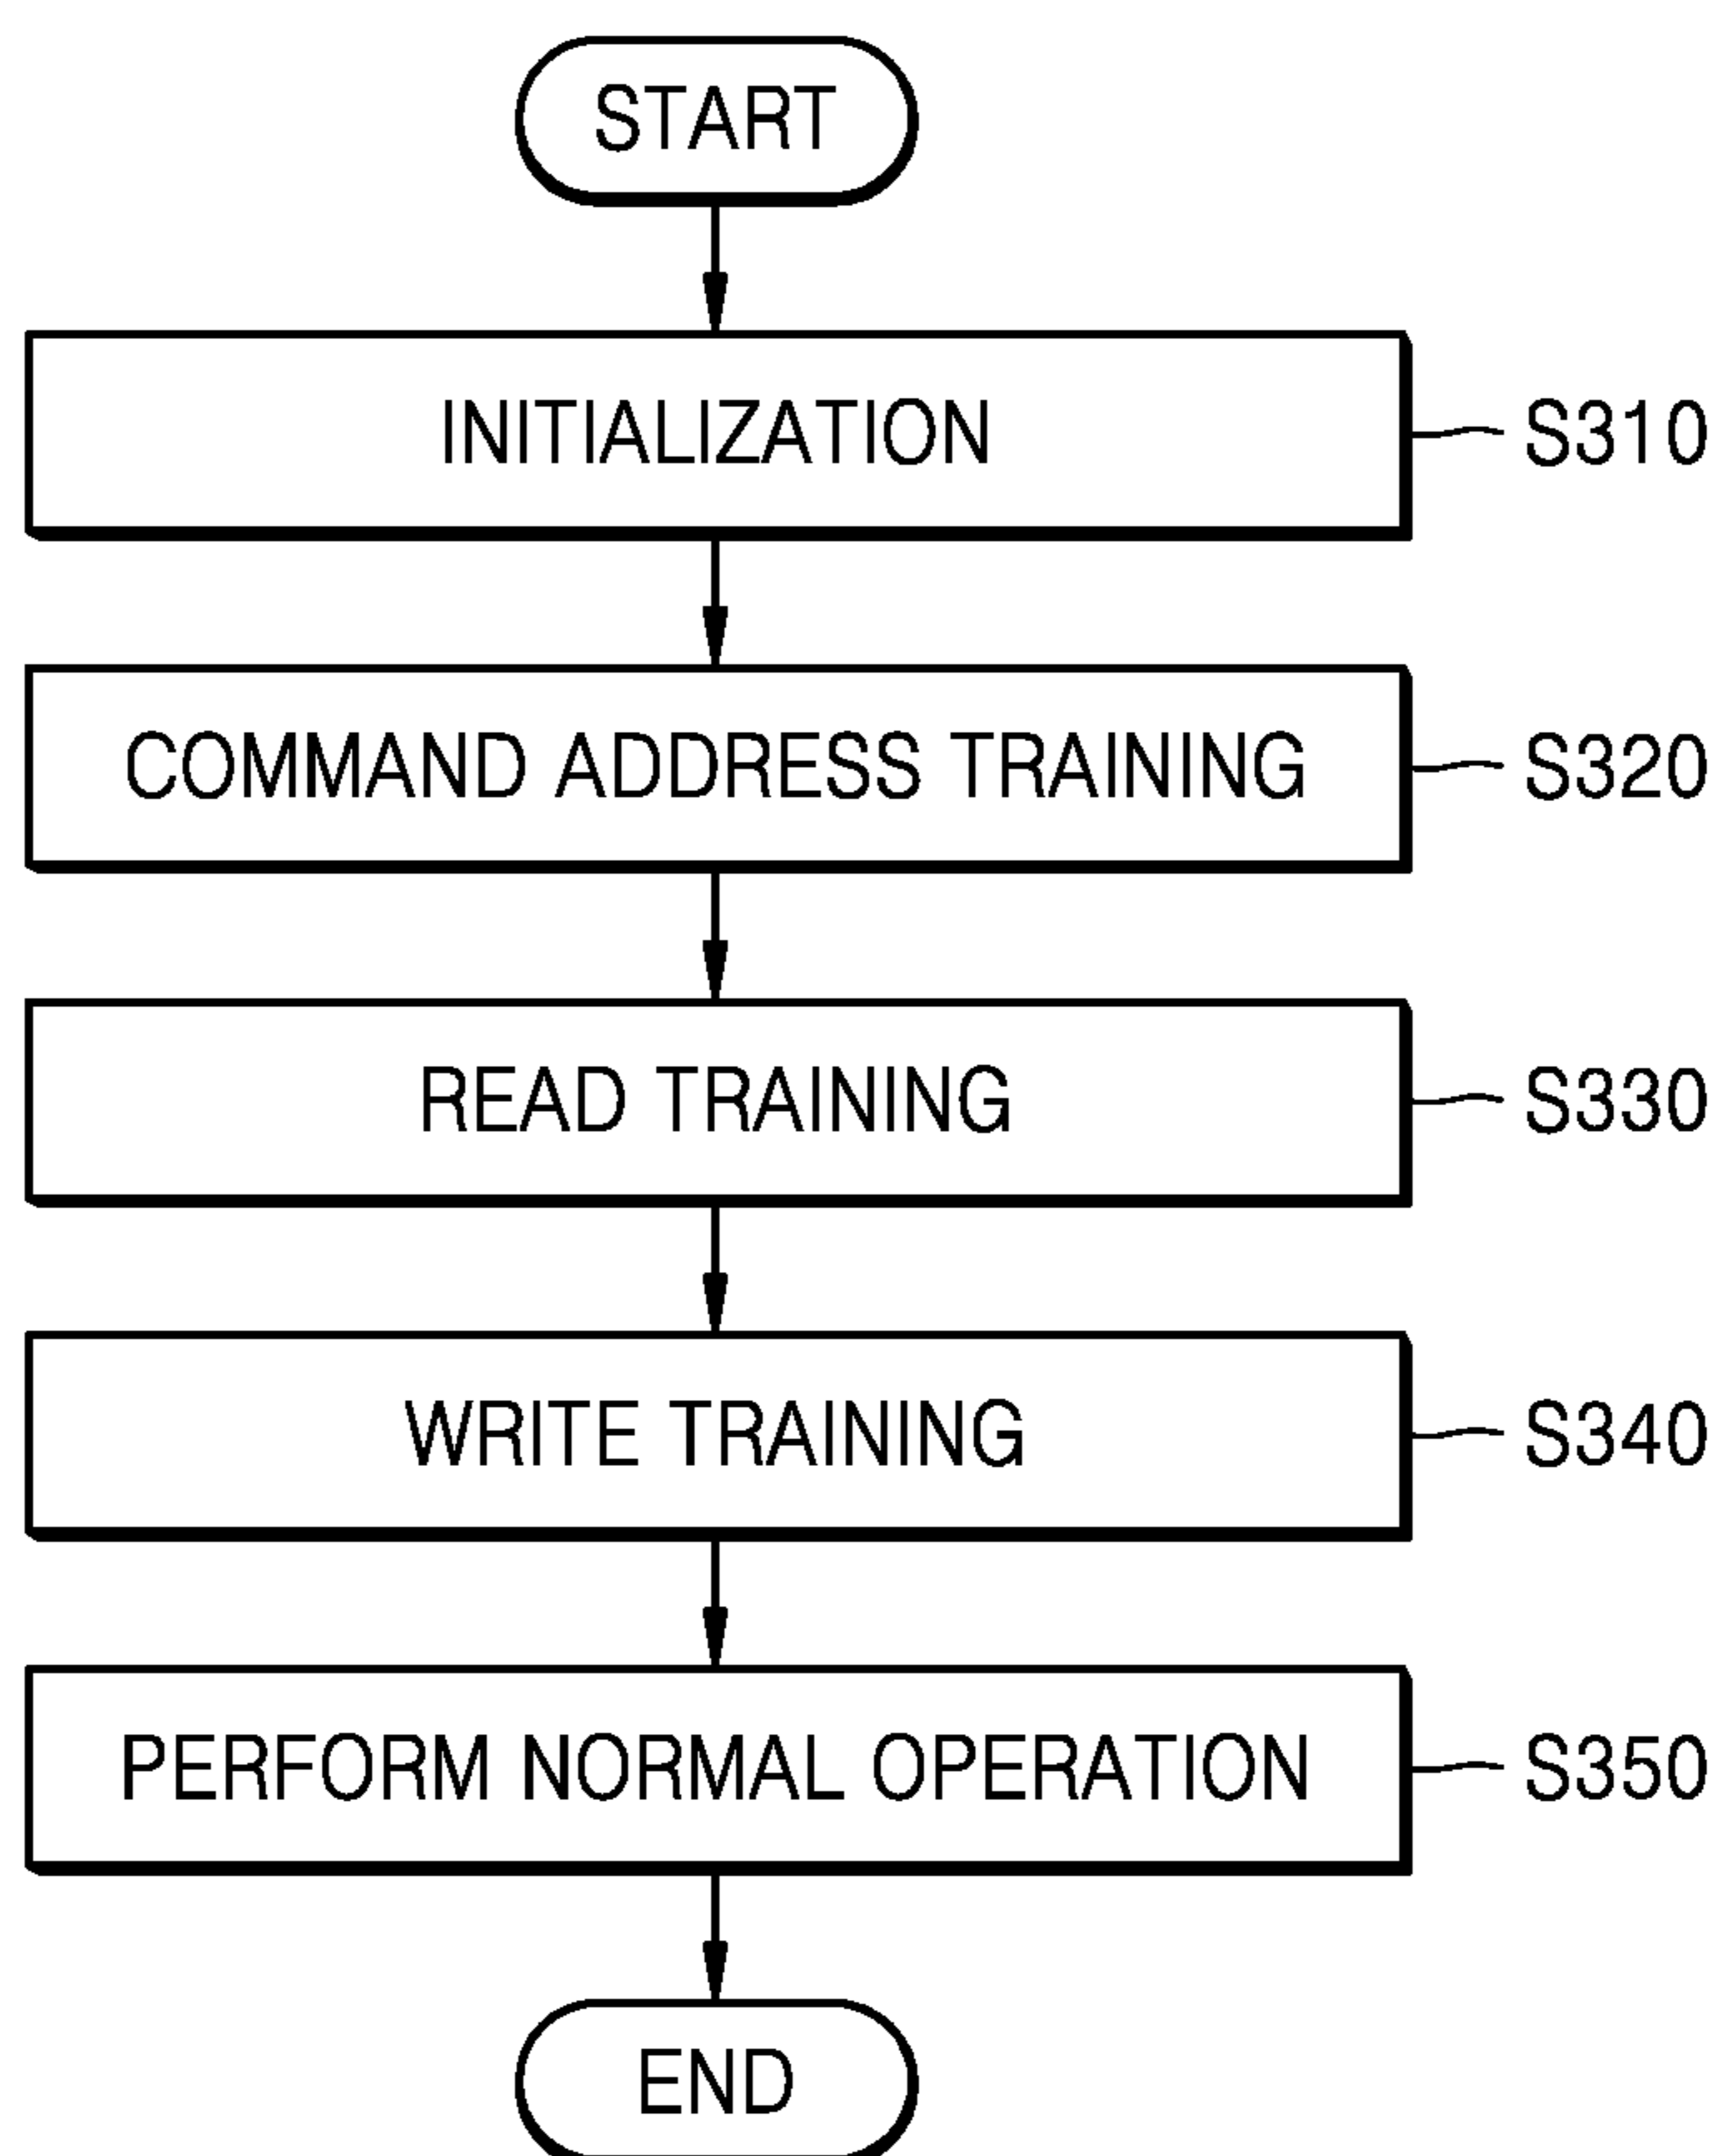 START
INITIALIZATION S310
COMMAND ADDRESS TRAINING S320
READ TRAINING S330
WRITE TRAINING S340
PERFORM NORMAL OPERATION S350
END